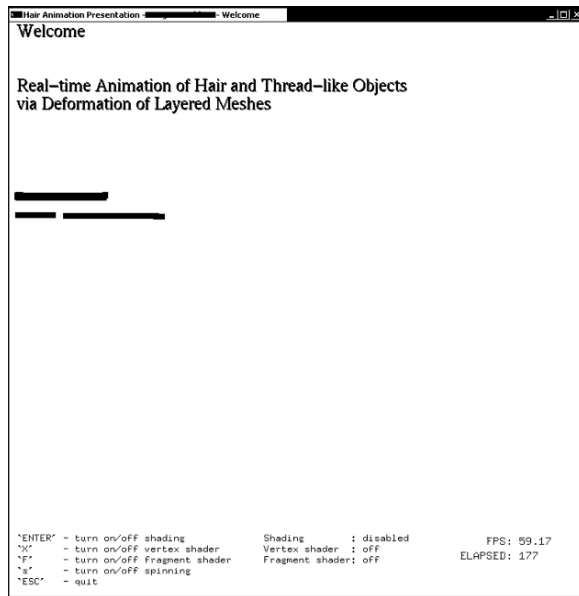 Hair Animation Presentation - - Welcome
Welcome
Real-time Animation of Hair and Thread-like Objects
via Deformation of Layered Meshes
`ENTER' - turn on/off shading Shading : disabled
`X' - turn on/off vertex shader Vertex shader : off FPS: 59.17
`F' - turn on/off fragment shader Fragment shader: off ELAPSED: 177
`s' - turn on/off spinning
`ESC' - quit